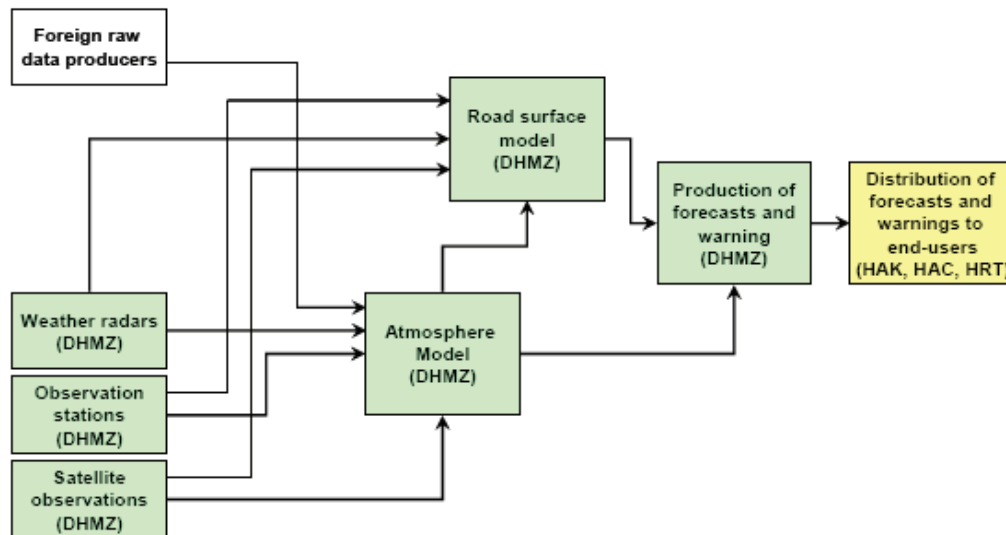 Foreign raw
data producers
Road surface
model
(DHMZ)
Production of
forecasts and
warning
(DHMZ)
Distribution of
forecasts and
warnings to
end-users
(HAK, HAC, HRT)
Weather radars
(DHMZ)
Atmosphere
Model
(DHMZ)
Observation
stations
(DHMZ)
Satellite
observations
(DHMZ)